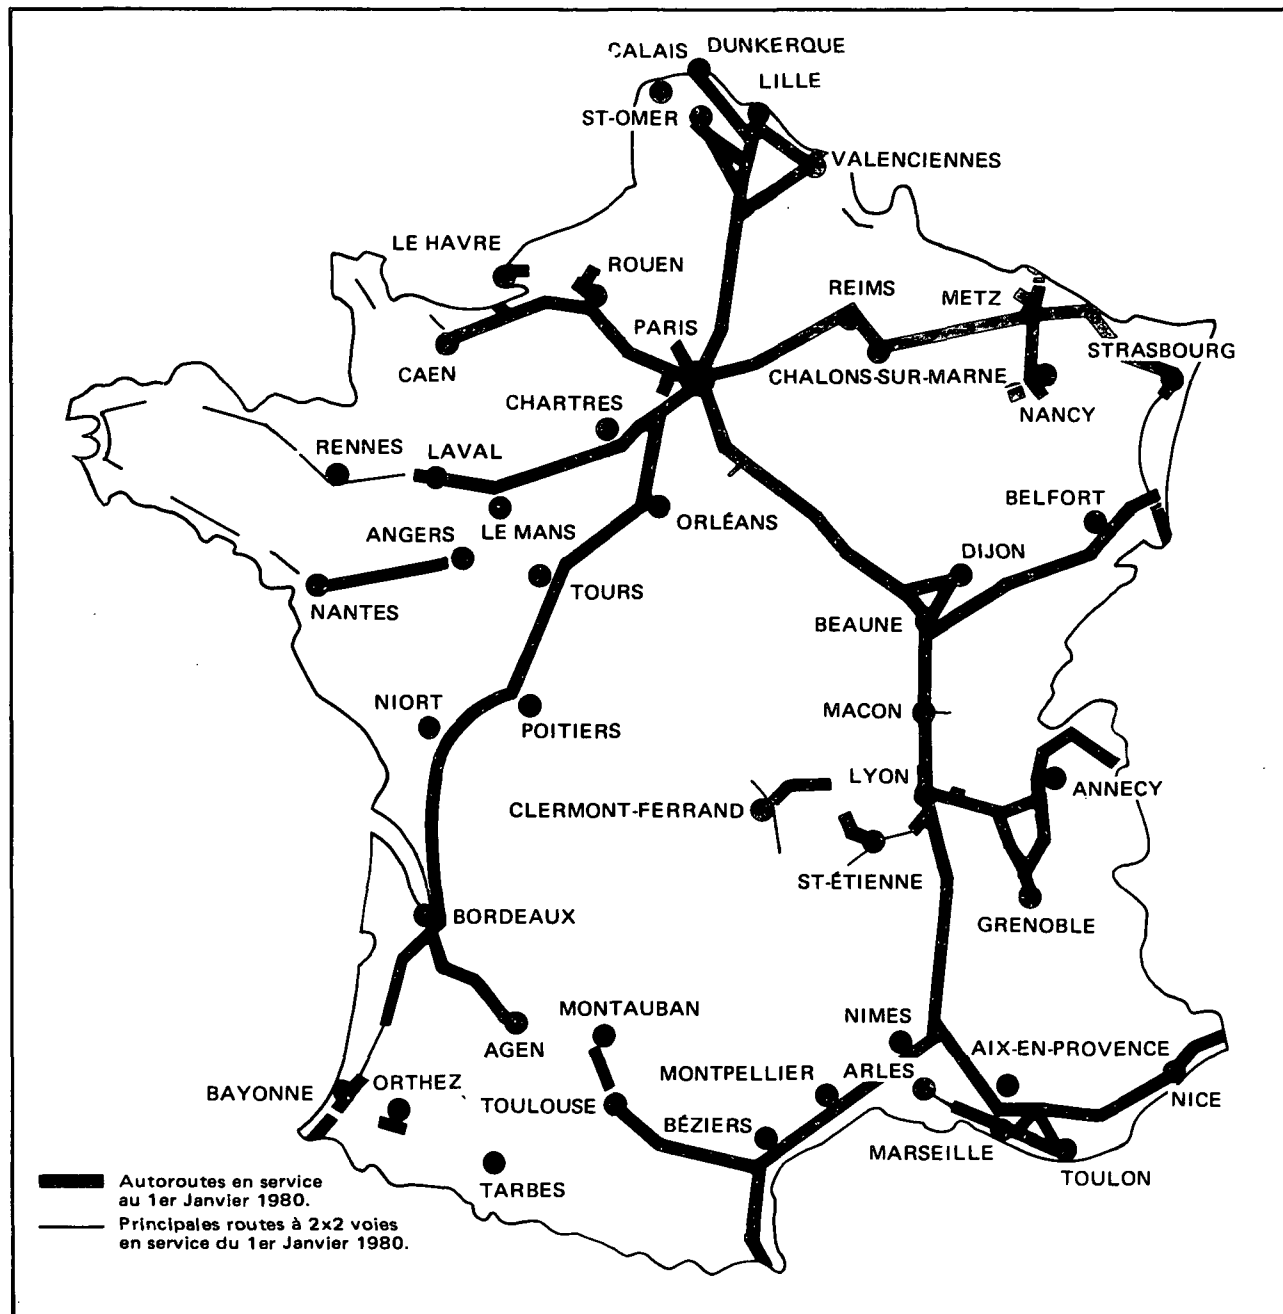 CALAIS DUNKERQUE
LILLE
ST-OMER
VALENCIENNES
LE HAVRE
ROUEN
REIMS
METZ
PARIS
STRASBOURG
CAEN
CHALONS-SUR-MARNE
CHARTRES
NANCY
RENNES
LAVAL
BELFORT
ANGERS
LE MANS
ORLÉANS
DIJON
TOURS
NANTES
BEAUNE
NIORT
MACON
POITIERS
LYON
ANNECY
CLERMONT-FERRAND
ST-ÉTIENNE
BORDEAUX
GRENOBLE
MONTAUBAN
NIMES
AGEN
AIX-EN-PROVENCE
MONTPELLIER
ARLES
BAYONNE
ORTHEZ
TOULOUSE
NICE
BÉZIERS
MARSEILLE
TOULON
TARBES
Autoroutes en service
au 1er Janvier 1980.
Principales routes à 2x2 voies
en service du 1er Janvier 1980.